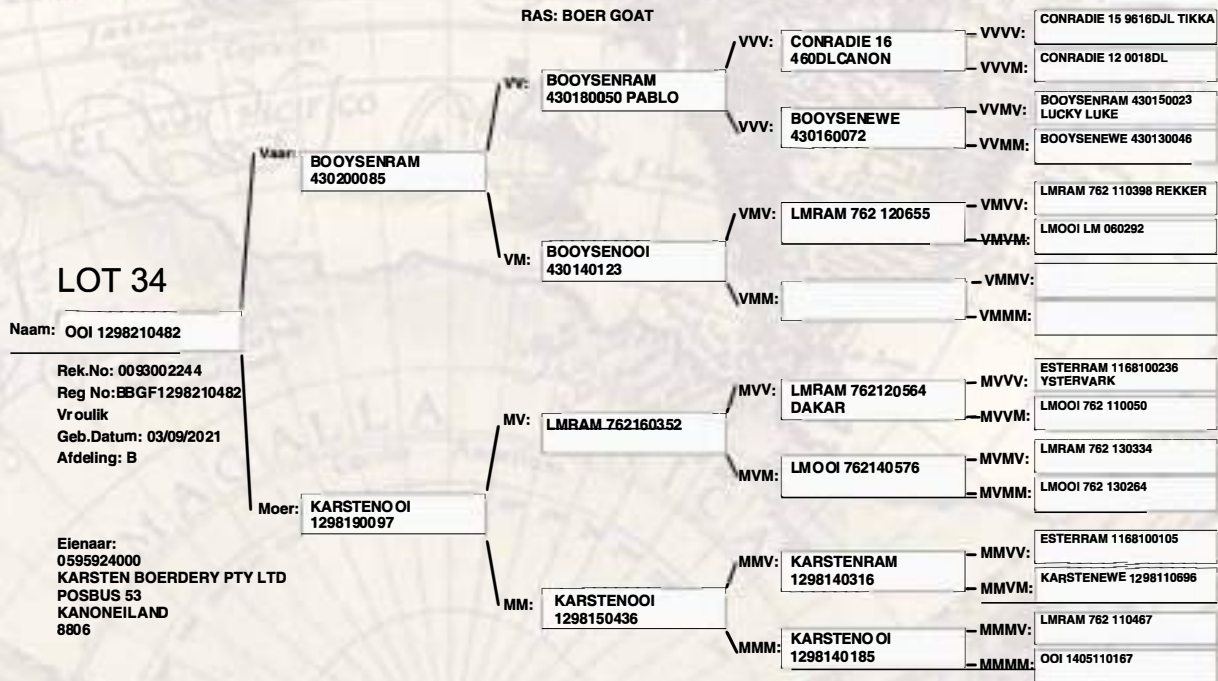 RAS: BOER GOAT
LOT 34
Naam: OOI 1298210482
Rek.No: 0093002244
Reg No:BBGF1298210482
Vroulik
Geb.Datum: 03/09/2021
Afdeling: B
Eienaar:
0595924000
KARSTEN BOERDERY PTY LTD
POSBUS 53
KANONEILAND
8806
Vaar:
BOOYSENRAM
430200085
Moer:
KARSTENOOI
1298190097
VV:
BOOYSENRAM
430180050 PABLO
VM:
BOOYSENOOI
430140123
MV:
LMRAM 762160352
MM:
KARSTENOOI
1298150436
VVV:
CONRADIE 16
460DLCANON
VVV:
BOOYSENEWE
430160072
VMV:
LMRAM 762 120655
VMM:
MVV:
LMRAM 762120564
DAKAR
MVM:
LMOOI 762140576
MMV:
KARSTENRAM
1298140316
MMM:
KARSTENOOI
1298140185
VVVV:
CONRADIE 15 9616DJL TIKKA
VVVM:
CONRADIE 12 0018DL
VVMV:
BOOYSENRAM 430150023
LUCKY LUKE
VVMM:
BOOYSENEWE 430130046
VMVV:
LMRAM 762 110398 REKKER
VMVM:
LMOOI LM 060292
VMMV:
VMMM:
MVVV:
ESTERRAM 1168100236
YSTERVARK
MVVM:
LMOOI 762 110050
MVMV:
LMRAM 762 130334
MVMM:
LMOOI 762 130264
MMVV:
ESTERRAM 1168100105
MMVM:
KARSTENEWE 1298110696
MMMV:
LMRAM 762 110467
MMMM:
OOI 1405110167